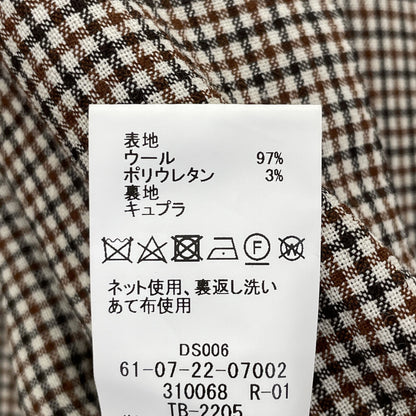 表地
ウール 97%
ポリウレタン 3%
裏地
キュプラ
F W
ネット使用、裏返し洗い
あて布使用
DS006
61-07-22-07002
310068 R-01
TB-2205